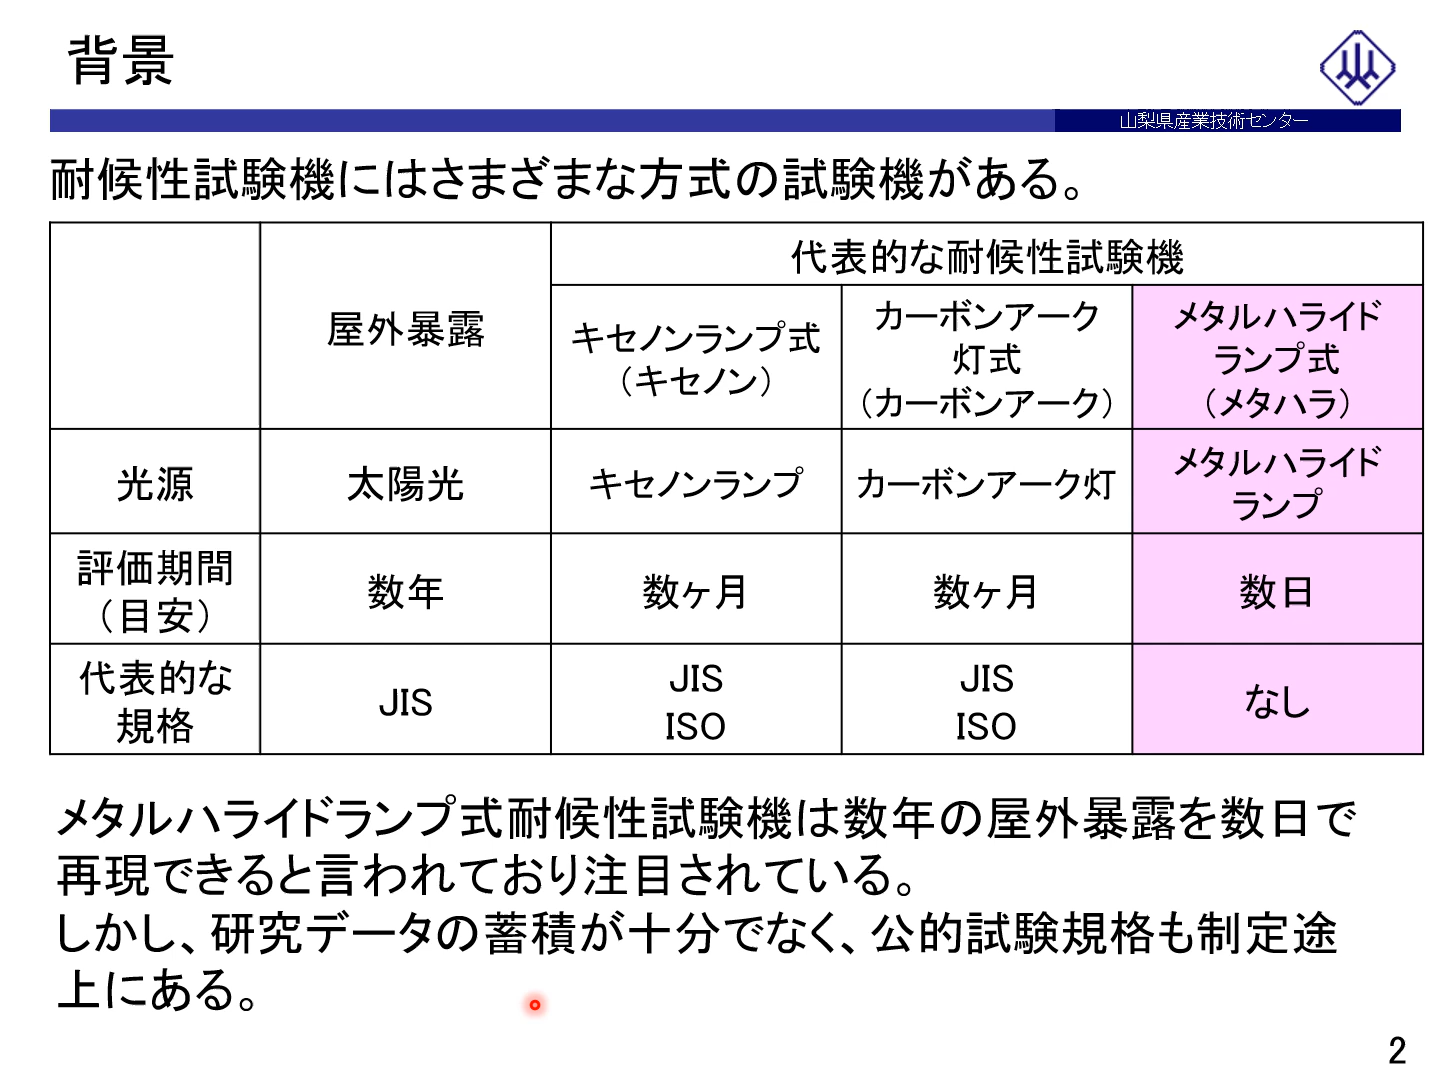 背景
山梨県産業技術センター
耐候性試験機にはさまざまな方式の試験機がある。
代表的な耐候性試験機
屋外暴露
キセノンランプ式
（キセノン）
カーボンアーク
灯式
（カーボンアーク）
メタルハライド
ランプ式
（メタハラ）
光源
太陽光
キセノンランプ
カーボンアーク灯
メタルハライド
ランプ
評価期間
（目安）
数年
数ヶ月
数ヶ月
数日
代表的な
規格
JIS
JIS
ISO
JIS
ISO
なし
メタルハライドランプ式耐候性試験機は数年の屋外暴露を数日で
再現できると言われており注目されている。
しかし、研究データの蓄積が十分でなく、公的試験規格も制定途
上にある。
2